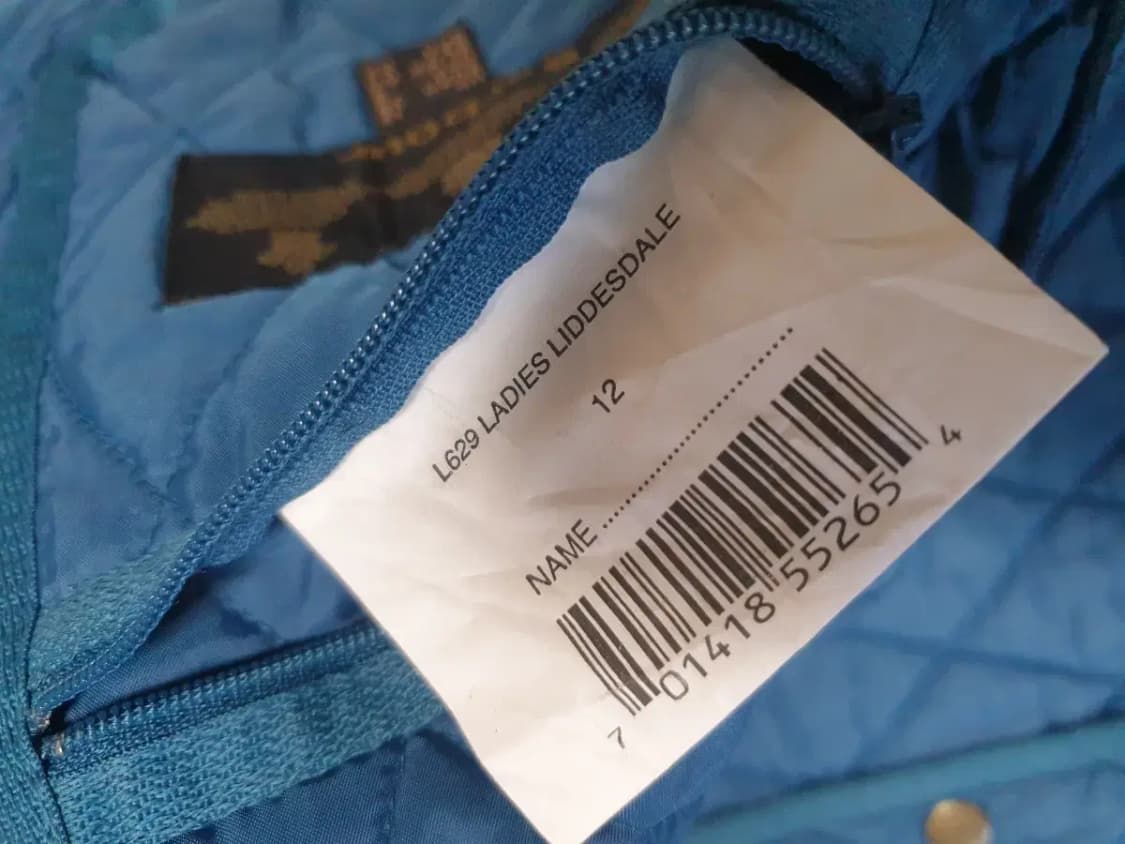 L629 LADIES LIDDESDALE
12
NAME ................................
7 01418 55265 4